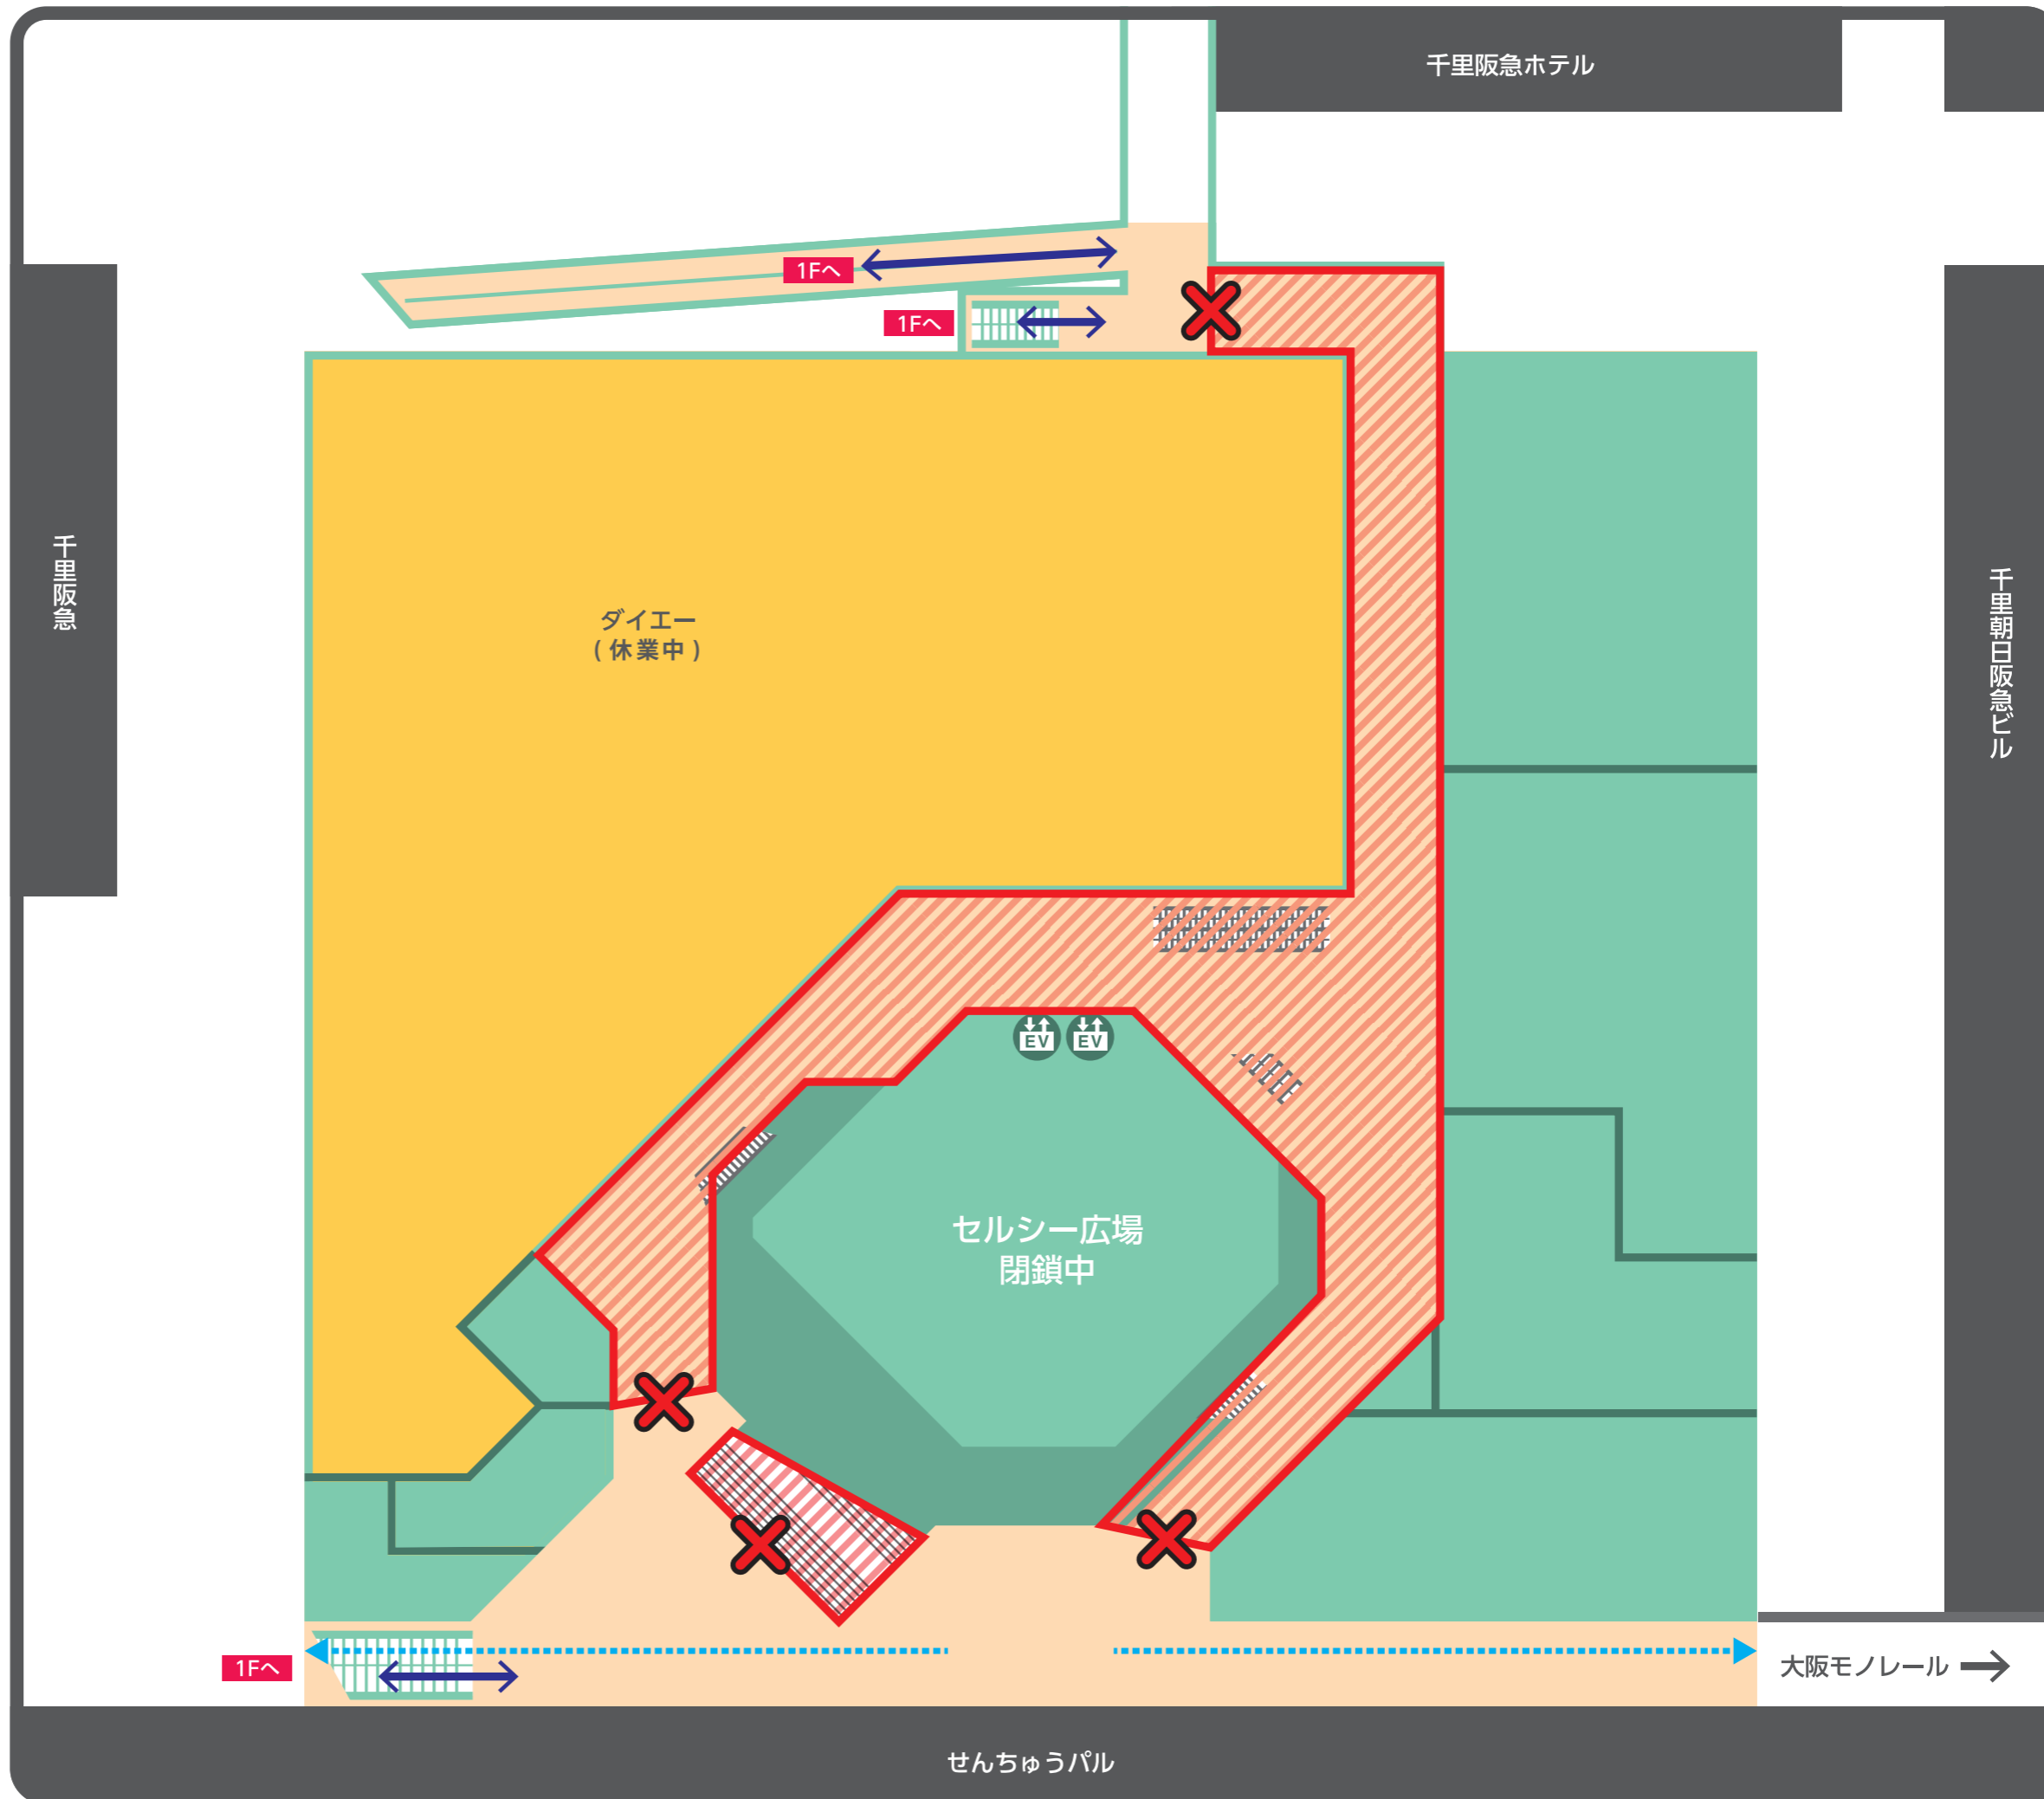 千里阪急ホテル
1Fへ
1Fへ
千里阪急
ダイエー
(休業中)
千里朝日阪急ビル
EV
EV
セルシー広場
閉鎖中
1Fへ
大阪モノレール
せんちゅうパル